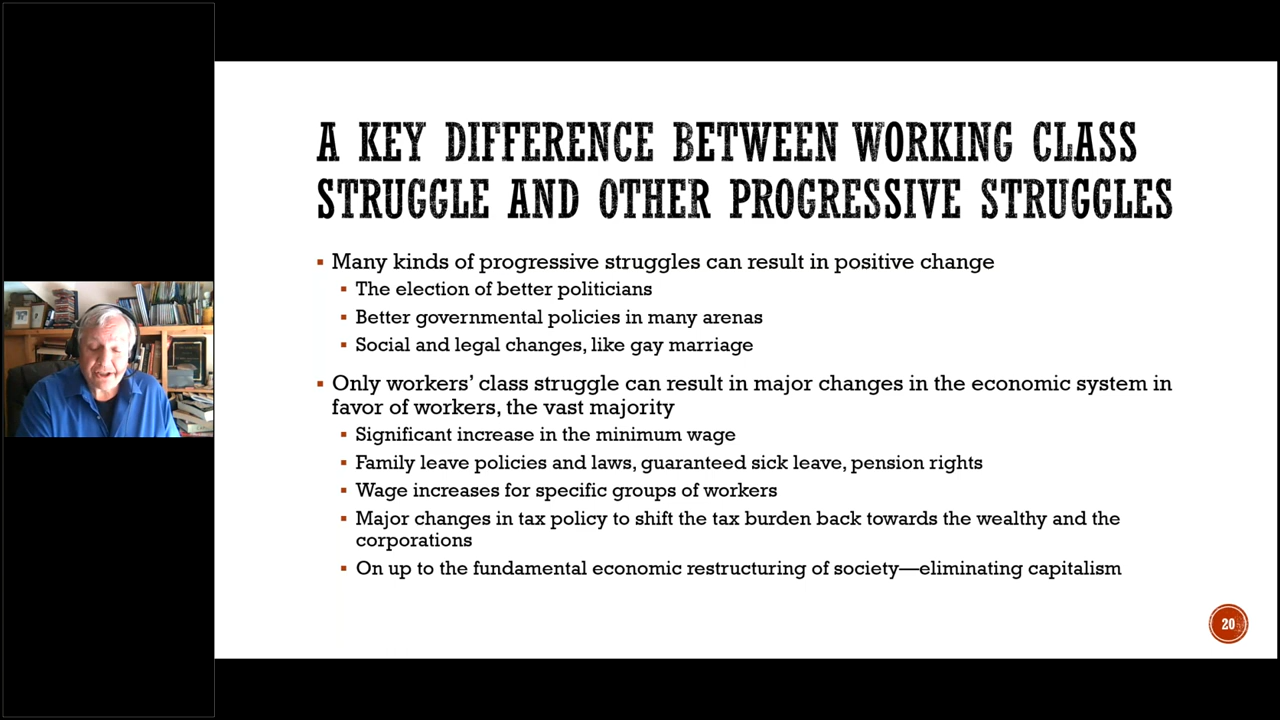 A KEY DIFFERENCE BETWEEN WORKING CLASS
STRUGGLE AND OTHER PROGRESSIVE STRUGGLES
▪ Many kinds of progressive struggles can result in positive change
▪ The election of better politicians
▪ Better governmental policies in many arenas
▪ Social and legal changes, like gay marriage
▪ Only workers’ class struggle can result in major changes in the economic system in
favor of workers, the vast majority
▪ Significant increase in the minimum wage
▪ Family leave policies and laws, guaranteed sick leave, pension rights
▪ Wage increases for specific groups of workers
▪ Major changes in tax policy to shift the tax burden back towards the wealthy and the
corporations
▪ On up to the fundamental economic restructuring of society—eliminating capitalism
20